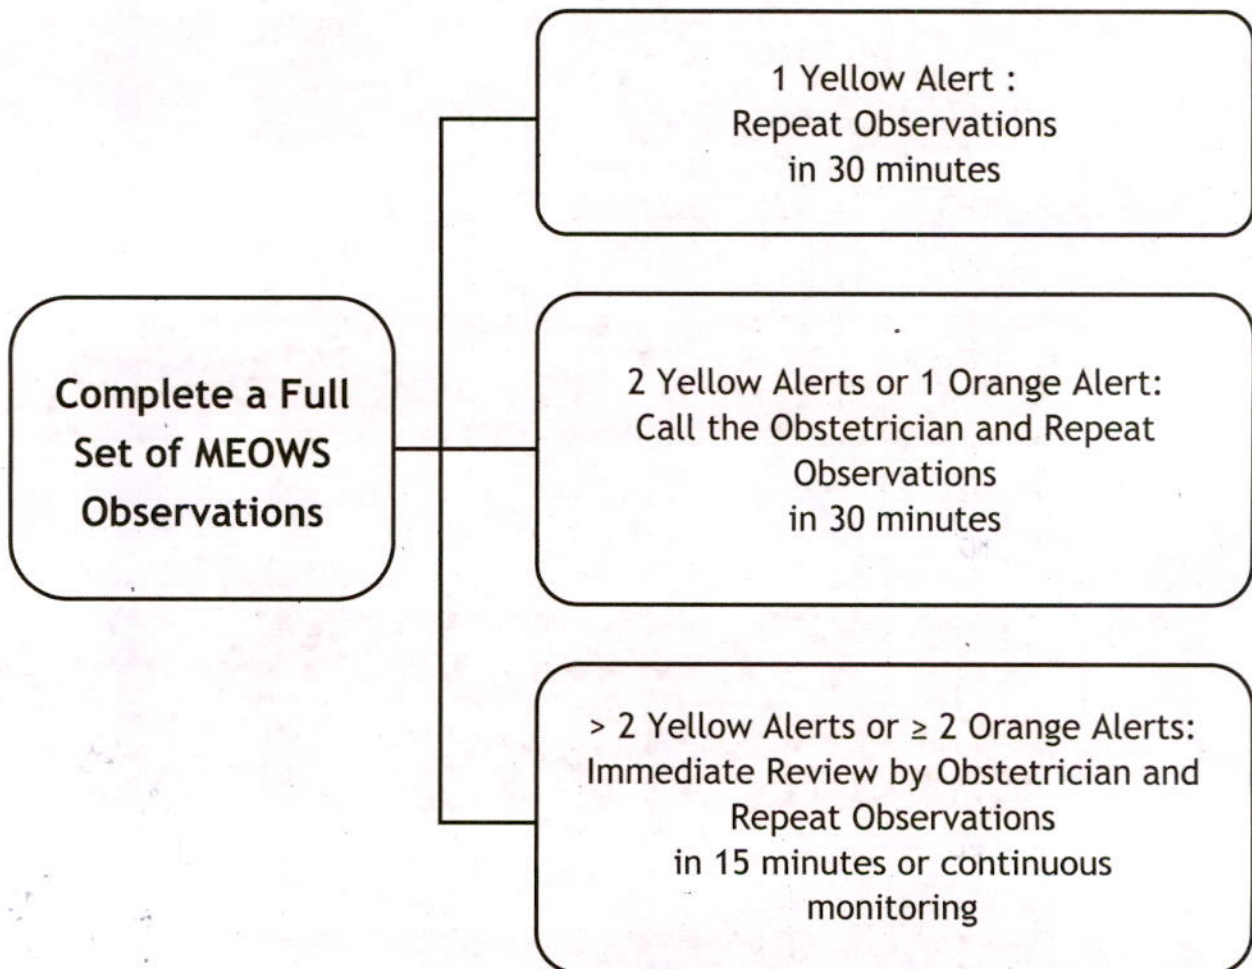 Complete a Full
Set of MEOWS
Observations
1 Yellow Alert :
Repeat Observations
in 30 minutes
2 Yellow Alerts or 1 Orange Alert:
Call the Obstetrician and Repeat
Observations
in 30 minutes
> 2 Yellow Alerts or ≥ 2 Orange Alerts:
Immediate Review by Obstetrician and
Repeat Observations
in 15 minutes or continuous
monitoring